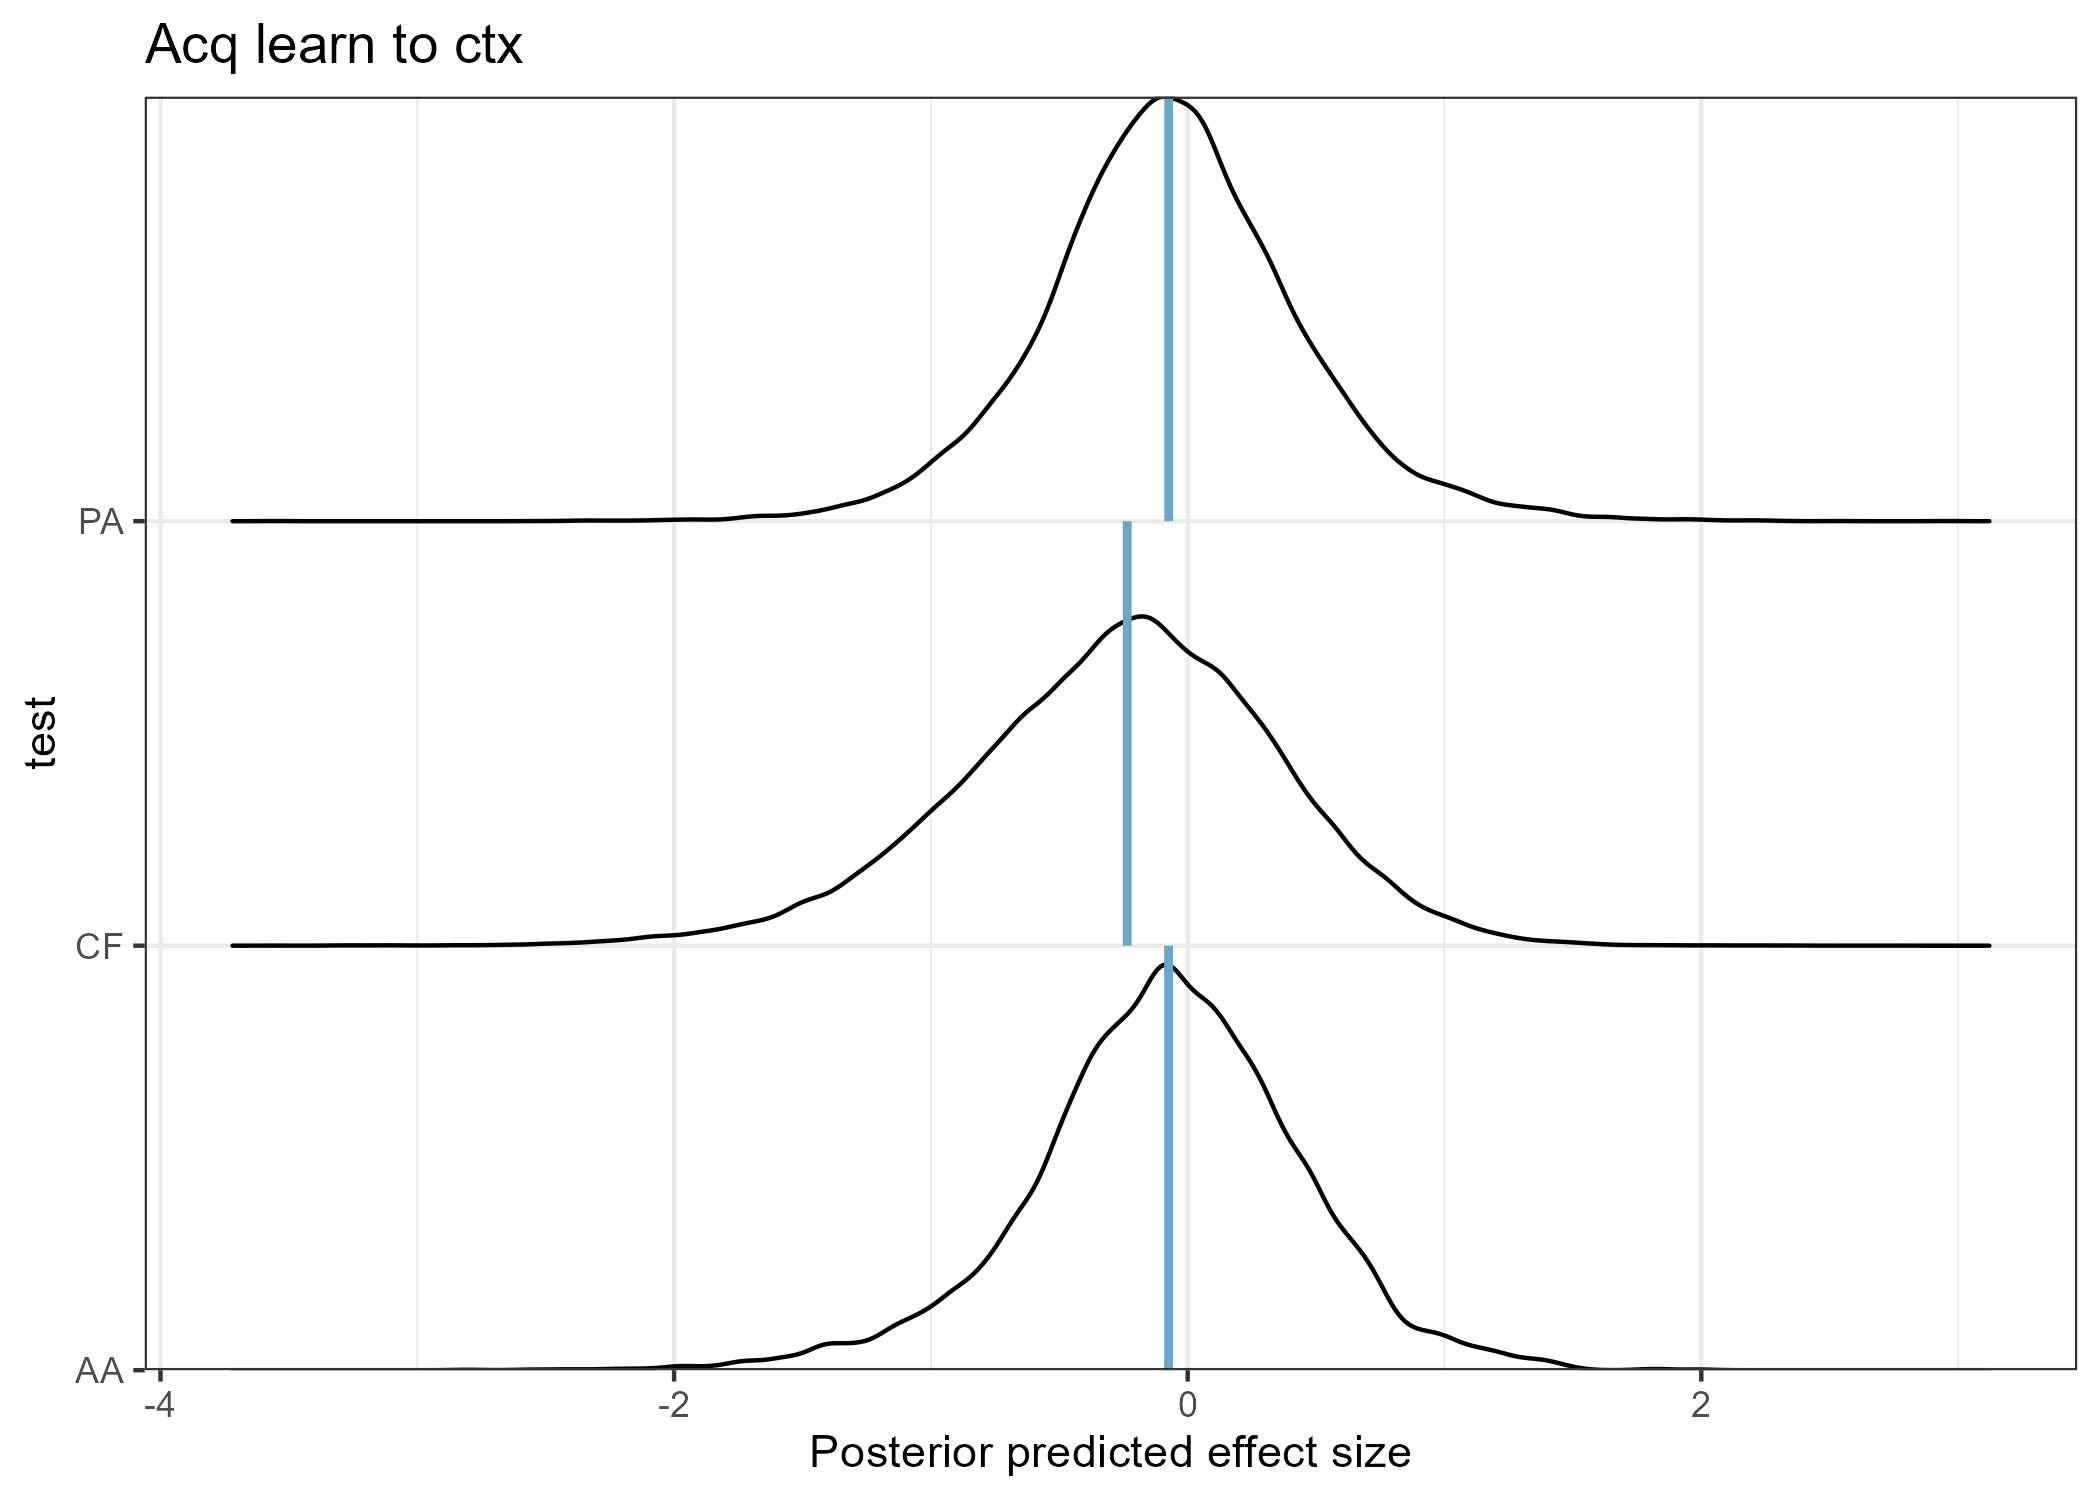 Acq learn to ctx
PA
CF
AA
test
-4
-2
0
2
Posterior predicted effect size